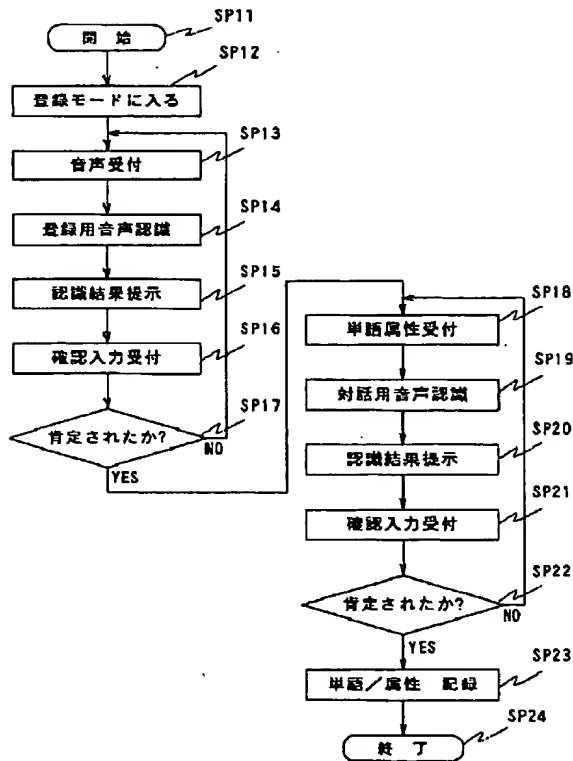 SP11
開 始
SP12
登録モードに入る
SP13
音声受付
SP14
登録用音声認識
SP15
認識結果提示
SP16
確認入力受付
SP17
肯定されたか?
NO
YES
SP18
単語属性受付
SP19
対話用音声認識
SP20
認識結果提示
SP21
確認入力受付
SP22
肯定されたか?
NO
YES
SP23
単語/属性 記録
SP24
終 了